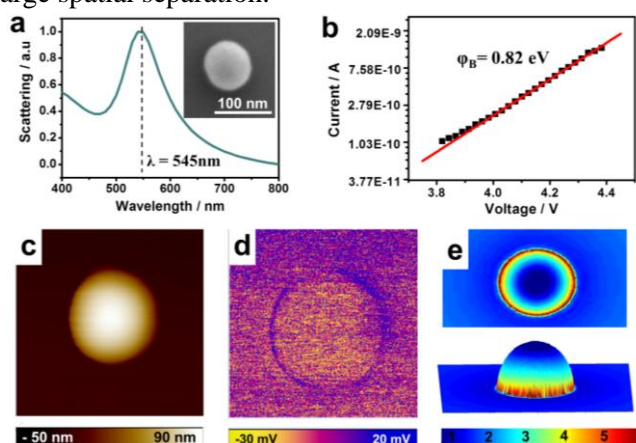 arge spatial separation.
a
Scattering / a.u
1.0
0.8
0.6
0.4
0.2
0.0
100 nm
λ = 545nm
400 500 600 700 800
Wavelength / nm
b
Current / A
2.09E-9
7.58E-10
2.79E-10
1.03E-10
3.77E-11
φB= 0.82 eV
3.8 4.0 4.2 4.4
Voltage / V
c
- 50 nm 90 nm
d
-30 mV 20 mV
e
1 2 3 4 5